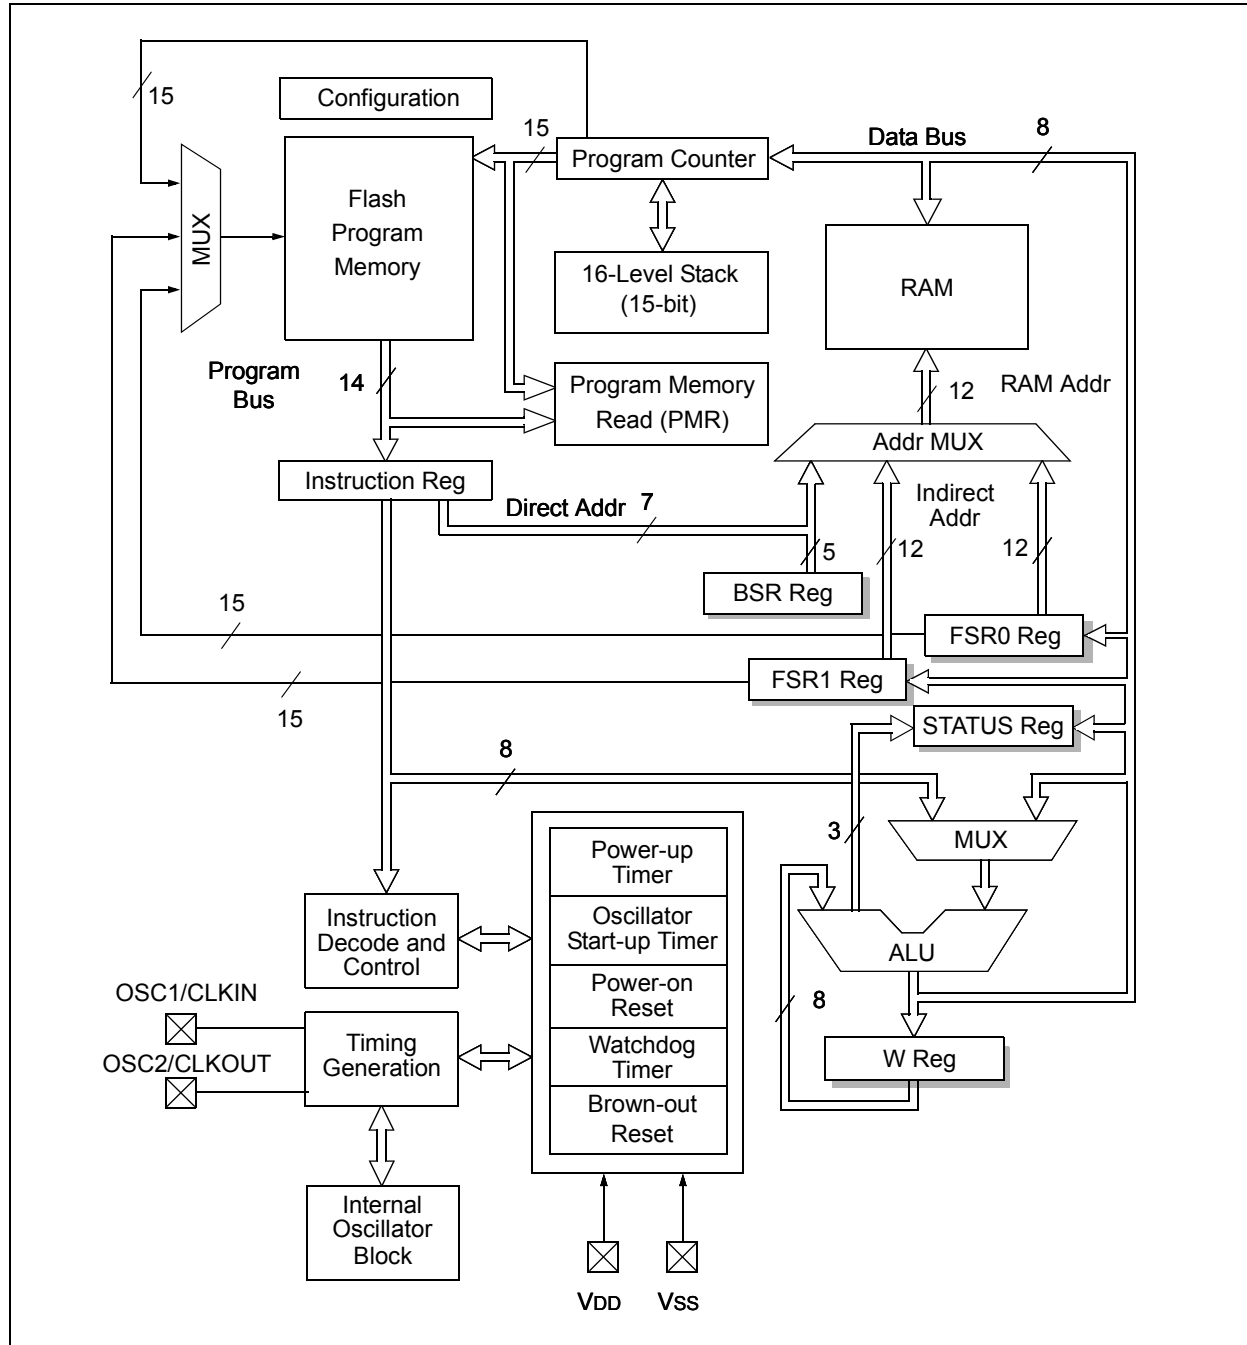 15
Configuration
15
Program Counter
Data Bus
8
MUX
Flash
Program
Memory
16-Level Stack
(15-bit)
RAM
Program
Bus
14
Program Memory
Read (PMR)
12
RAM Addr
Addr MUX
Instruction Reg
Direct Addr
7
Indirect
Addr
5
12
12
BSR Reg
15
FSR0 Reg
15
FSR1 Reg
STATUS Reg
8
3
MUX
Power-up
Timer
Instruction
Decode and
Control
Oscillator
Start-up Timer
ALU
Power-on
Reset
8
OSC1/CLKIN
OSC2/CLKOUT
Timing
Generation
Watchdog
Timer
W Reg
Brown-out
Reset
Internal
Oscillator
Block
VDD
VSS